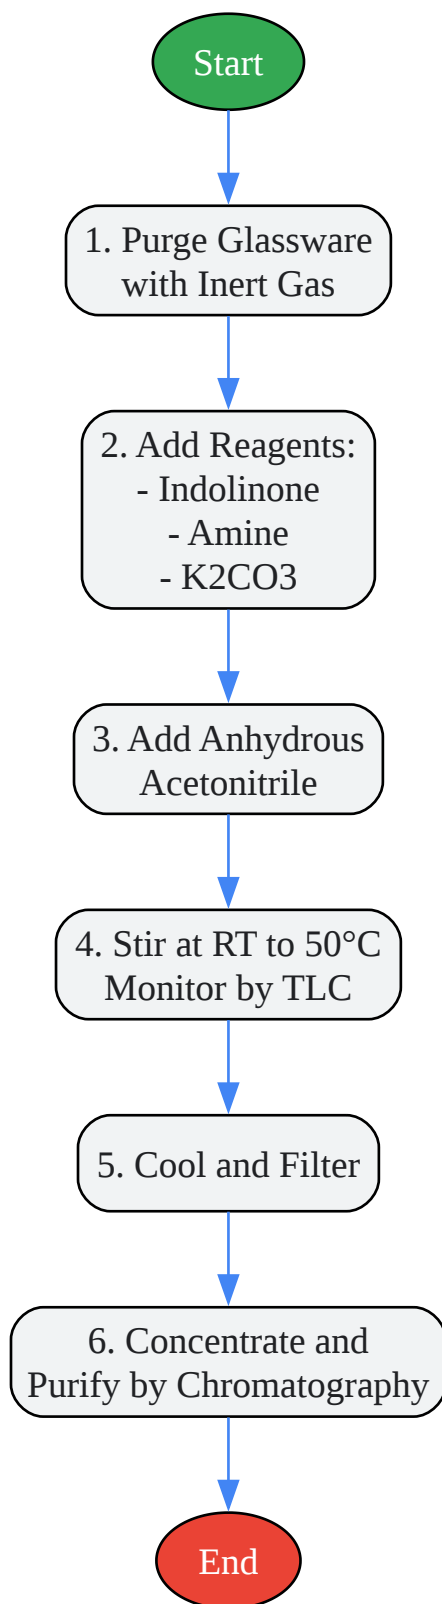 Start
1. Purge Glassware
with Inert Gas
2. Add Reagents:
- Indolinone
- Amine
- K2CO3
3. Add Anhydrous
Acetonitrile
4. Stir at RT to 50°C
Monitor by TLC
5. Cool and Filter
6. Concentrate and
Purify by Chromatography
End